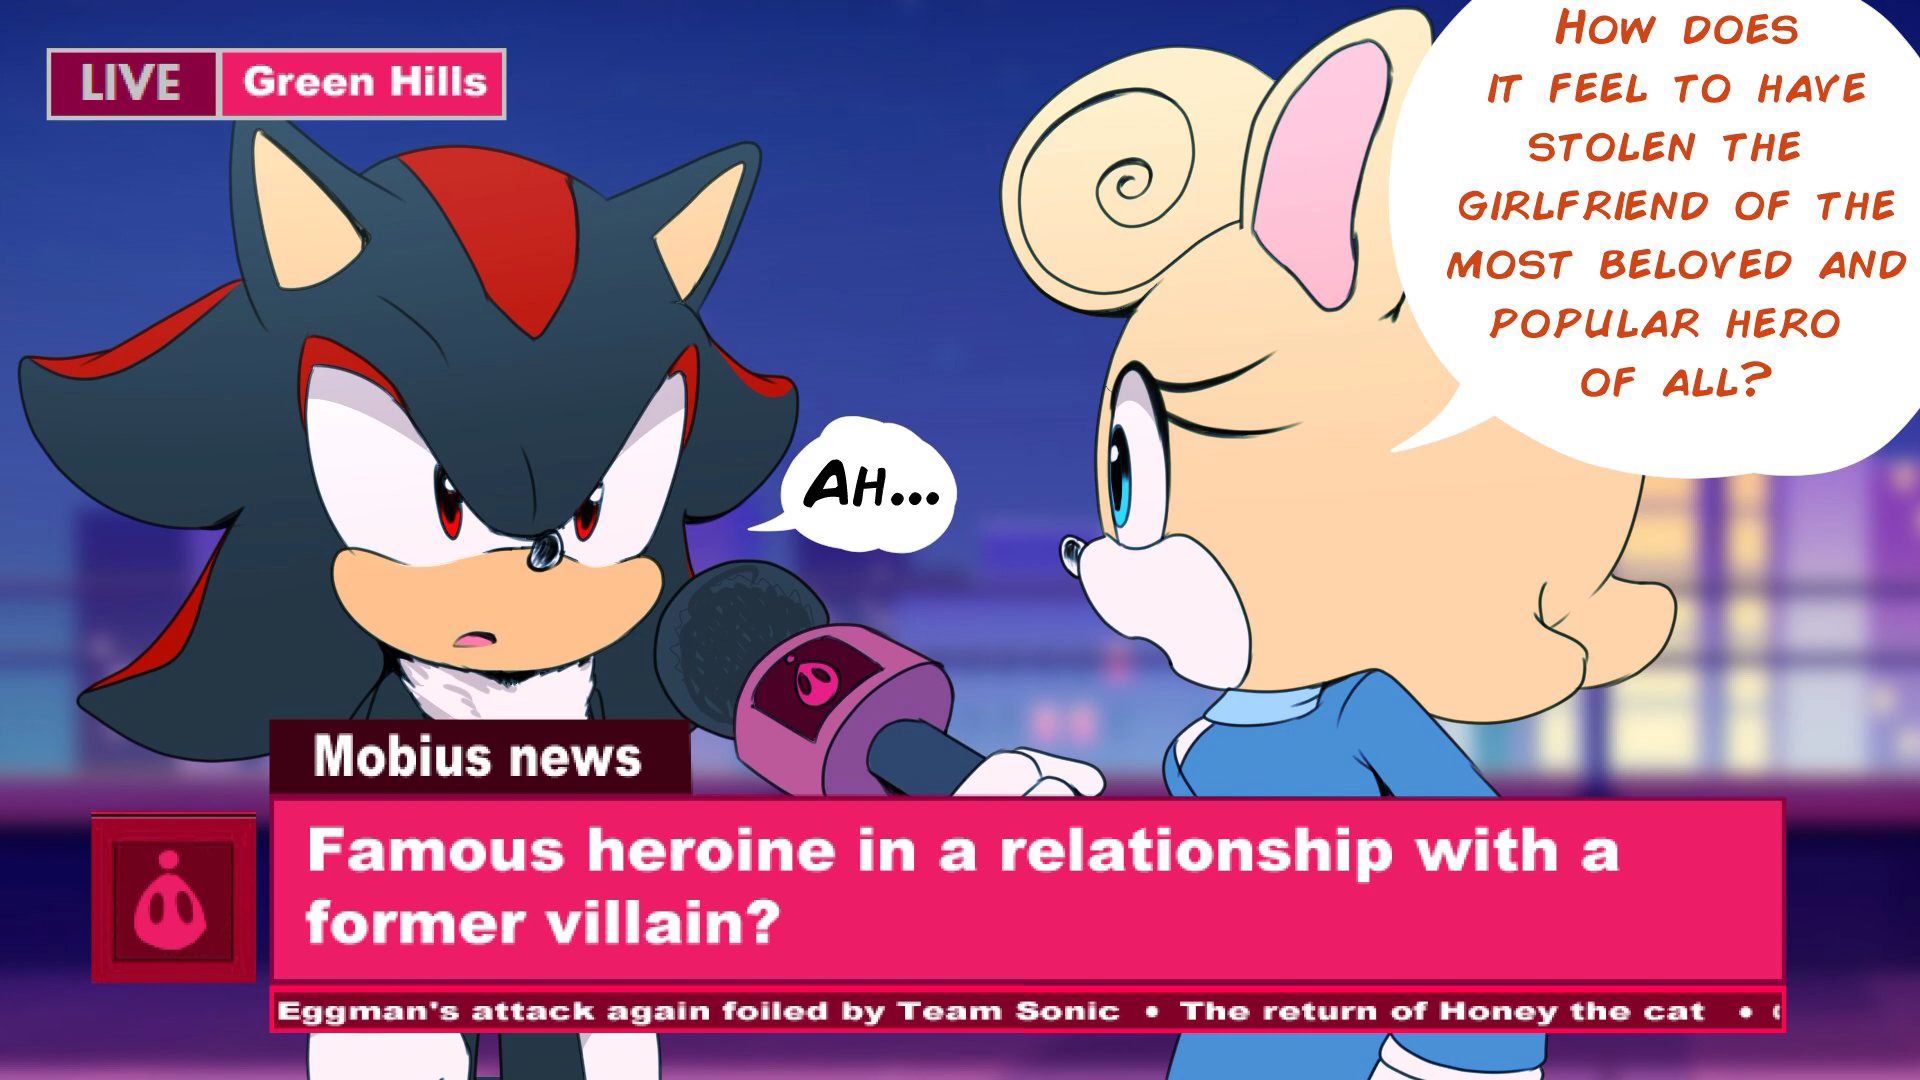 LIVE Green Hills
HOW DOES
IT FEEL TO HAVE
STOLEN THE
GIRLFRIEND OF THE
MOST BELOVED AND
POPULAR HERO
OF ALL?
AH...
Mobius news
Famous heroine in a relationship with a
former villain?
Eggman's attack again foiled by Team Sonic • The return of Honey the cat •